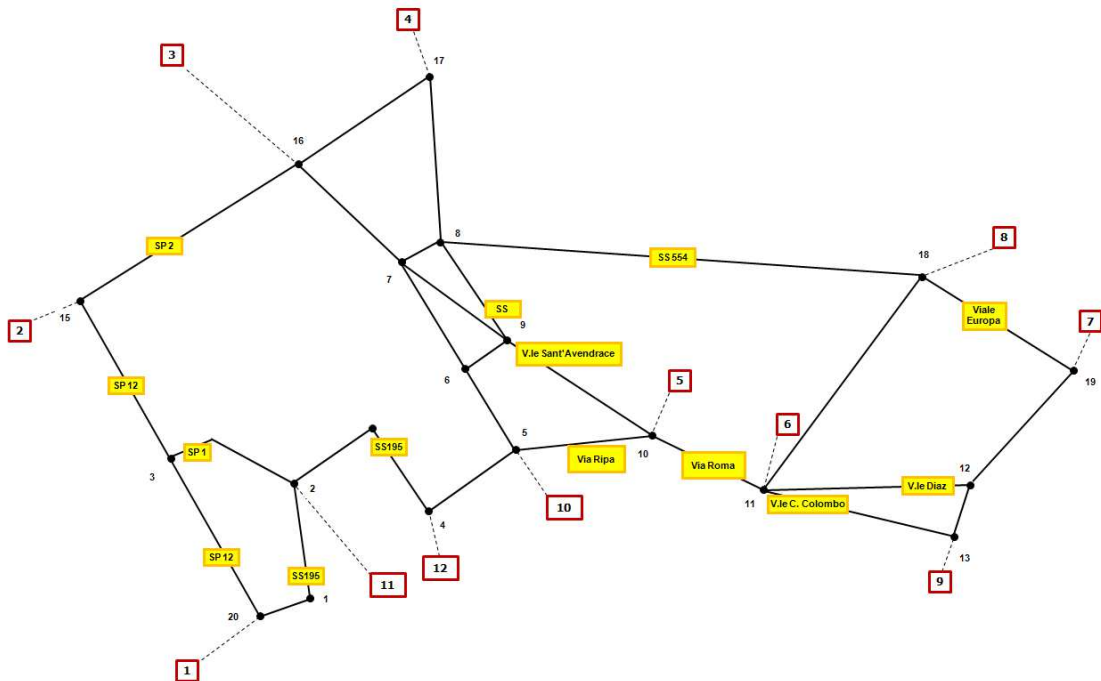 4
3
17
16
8
18
SP 2
8
SS 554
7
7
SS
Viale
Europa
9
15
2
V.le Sant'Avendrace
6
5
19
SP 12
6
5
SS195
SP 1
10
Via Ripa
Via Roma
3
12
2
11
V.le Diaz
V.le C. Colombo
10
4
13
SP 12
12
SS195
11
9
1
20
1